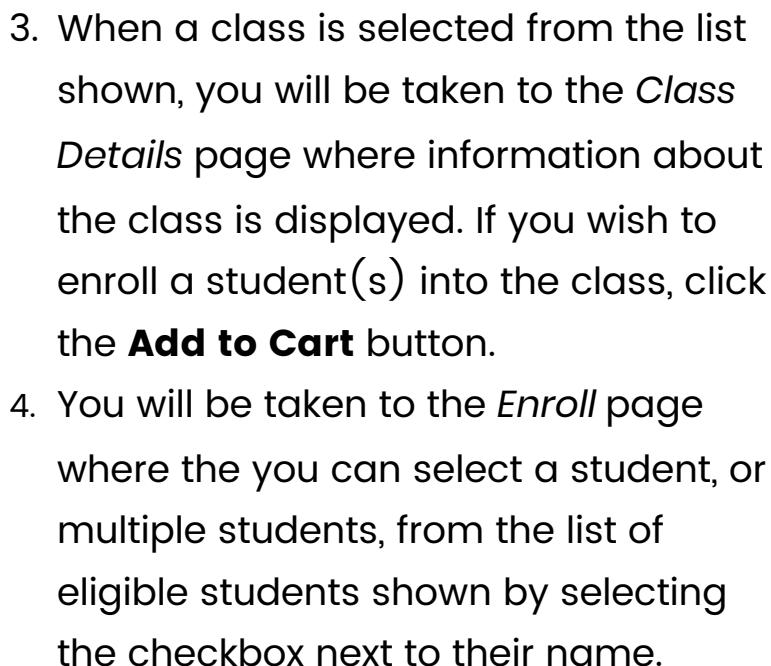 3. When a class is selected from the list
shown, you will be taken to the Class
Details page where information about
the class is displayed. If you wish to
enroll a student(s) into the class, click
the Add to Cart button.
4. You will be taken to the Enroll page
where the you can select a student, or
multiple students, from the list of
eligible students shown by selecting
the checkbox next to their name.